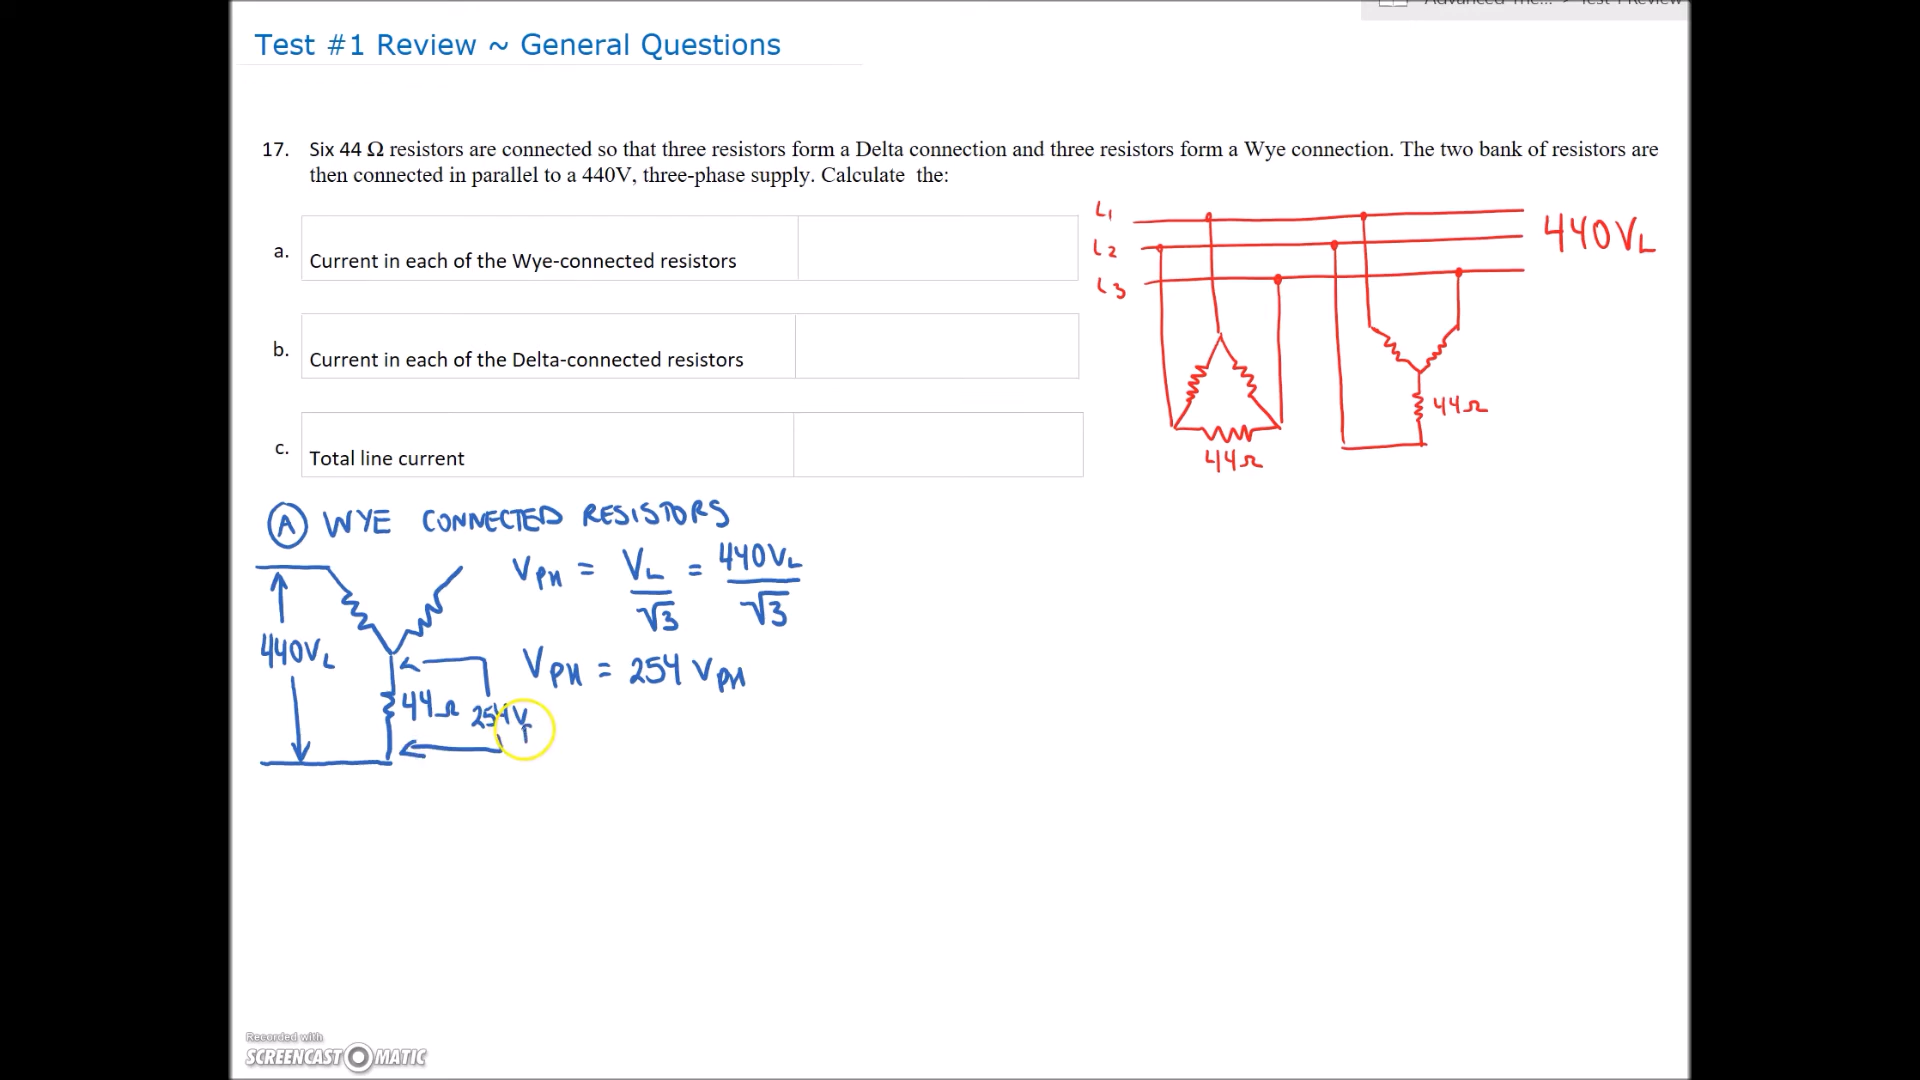 Test #1 Review ~ General Questions
17. Six 44 Ω resistors are connected so that three resistors form a Delta connection and three resistors form a Wye connection. The two bank of resistors are
then connected in parallel to a 440V, three-phase supply. Calculate the:
a. Current in each of the Wye-connected resistors
b. Current in each of the Delta-connected resistors
c. Total line current
L1
L2
L3
440VL
44Ω
44Ω
A WYE CONNECTED RESISTORS
VPH = VL/√3 = 440VL/√3
440VL
VPH = 254 VPH
44Ω 254V
Recorded with
SCREENCAST MATIC